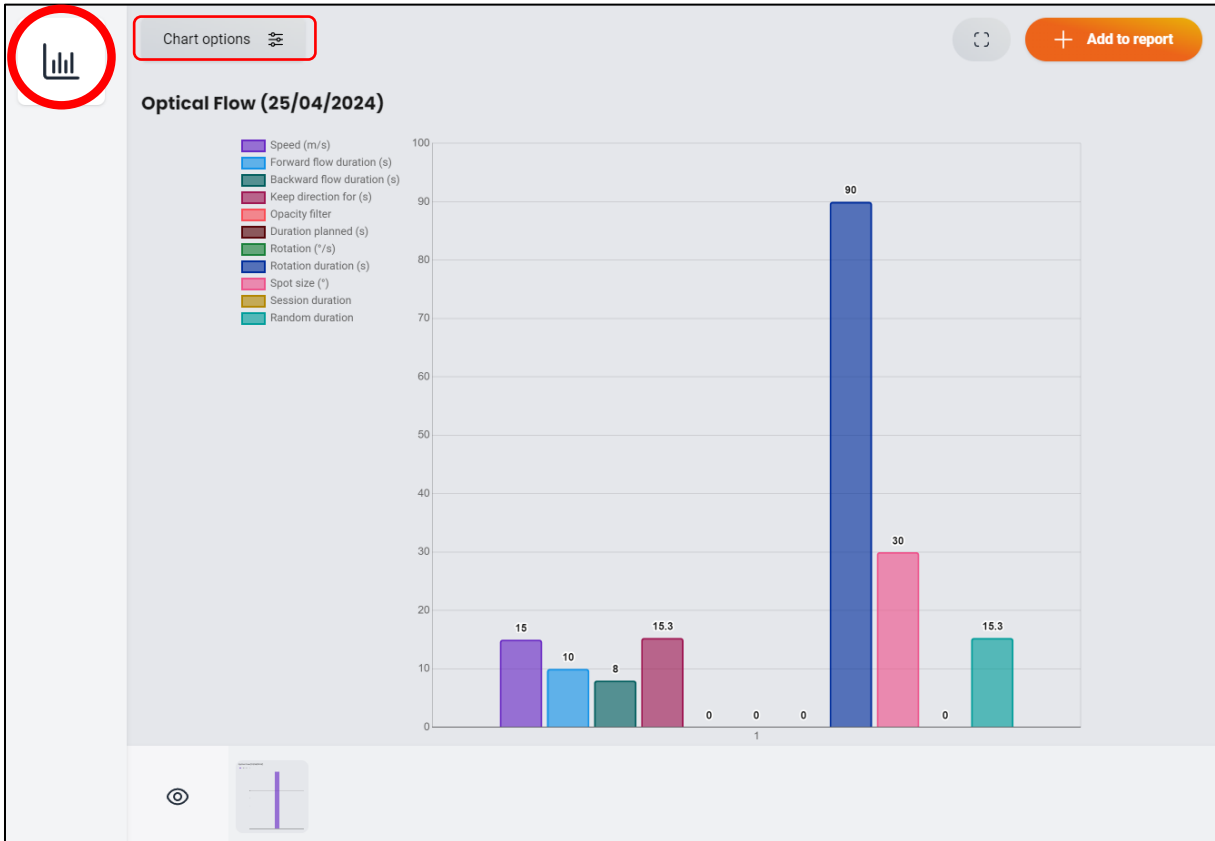 Chart options
Add to report
Optical Flow (25/04/2024)
Speed (m/s)
Forward flow duration (s)
Backward flow duration (s)
Keep direction for (s)
Opacity filter
Duration planned (s)
Rotation (°/s)
Rotation duration (s)
Spot size (°)
Session duration
Random duration
100
90
80
70
60
50
40
30
20
10
0
15
10
8
15.3
0
0
0
90
30
0
15.3
1